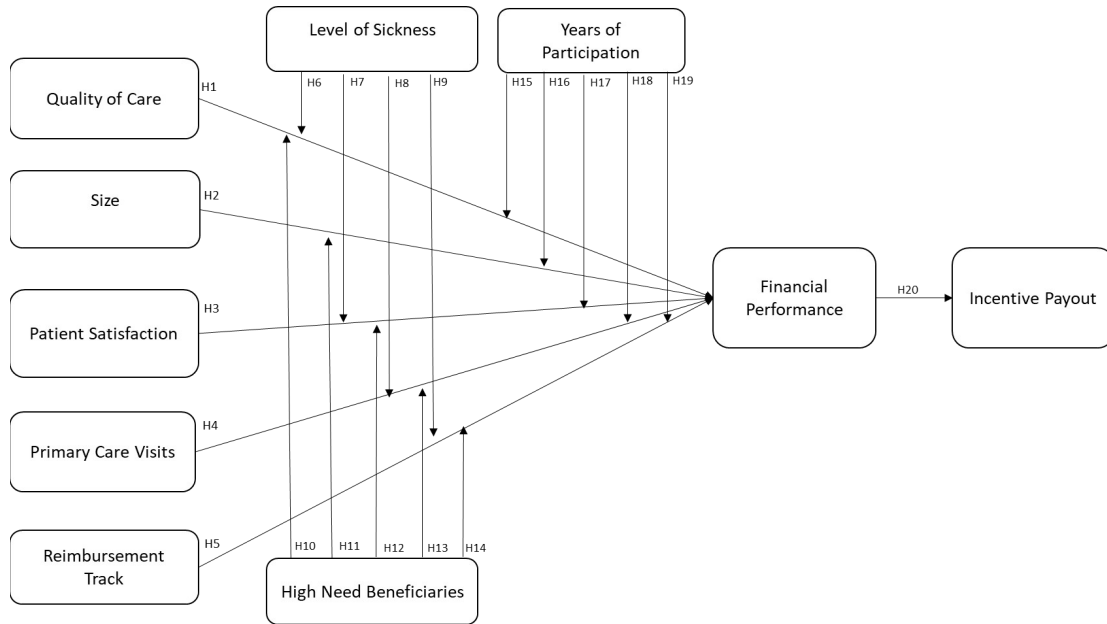 Level of Sickness
Years of
Participation
H6
H7
H8
H9
H15
H16
H17
H18
H19
Quality of Care
H1
Size
H2
Patient Satisfaction
H3
Primary Care Visits
H4
Reimbursement
Track
H5
H10
H11
H12
H13
H14
High Need Beneficiaries
Financial
Performance
H20
Incentive Payout